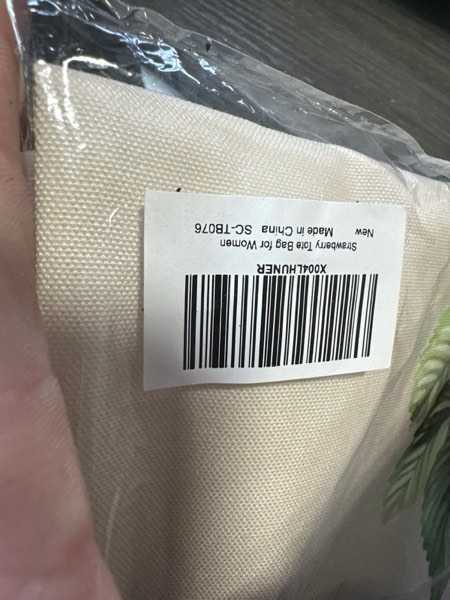 X004LHUNER
Strawberry Tote Bag for Women
New Made in China SC-TB076